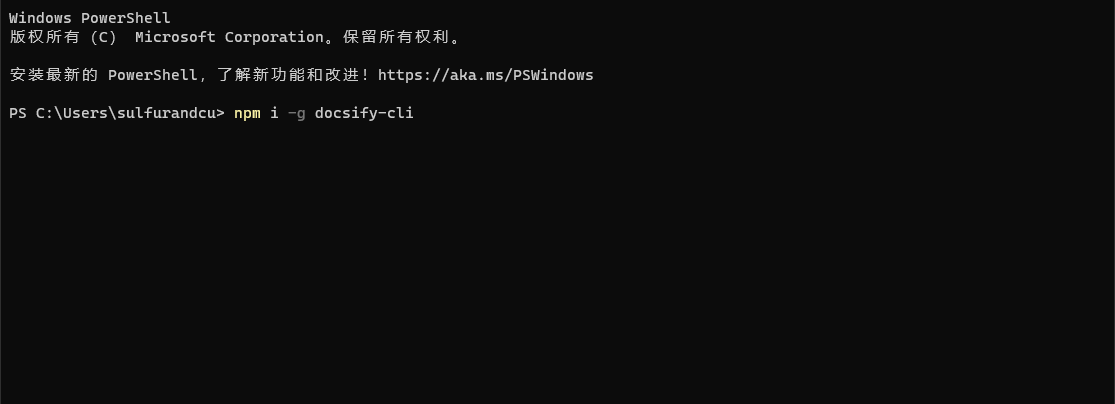 Windows PowerShell
版权所有 (C)  Microsoft Corporation。保留所有权利。
安装最新的 PowerShell，了解新功能和改进！https://aka.ms/PSWindows
PS C:\Users\sulfurandcu> npm i -g docsify-cli